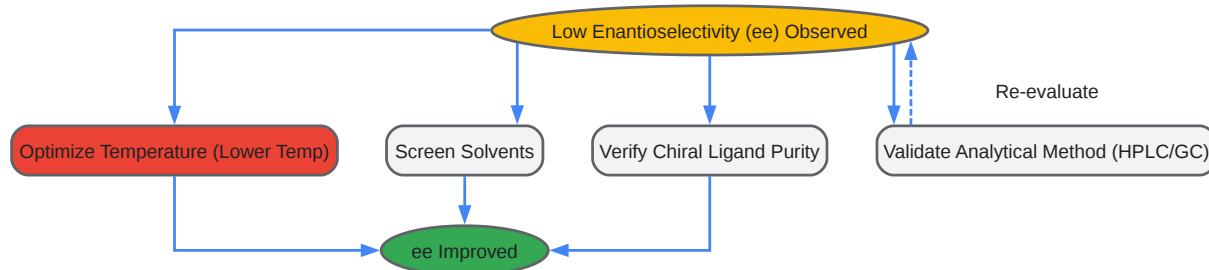 Low Enantioselectivity (ee) Observed
Re-evaluate
Optimize Temperature (Lower Temp)
Screen Solvents
Verify Chiral Ligand Purity
Validate Analytical Method (HPLC/GC)
ee Improved